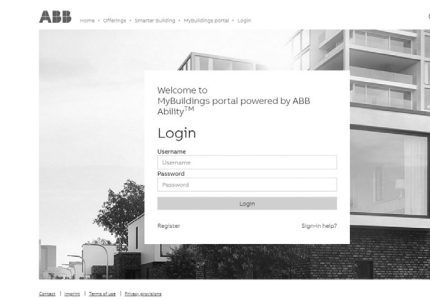 ABB
Home • Offerings • Smarter Building • MyBuildings portal • Login
Welcome to
MyBuildings portal powered by ABB
Ability™
Login
Username
Username
Password
Password
Login
Register Sign-in help?
Contact | Imprint | Terms of use | Privacy provisions